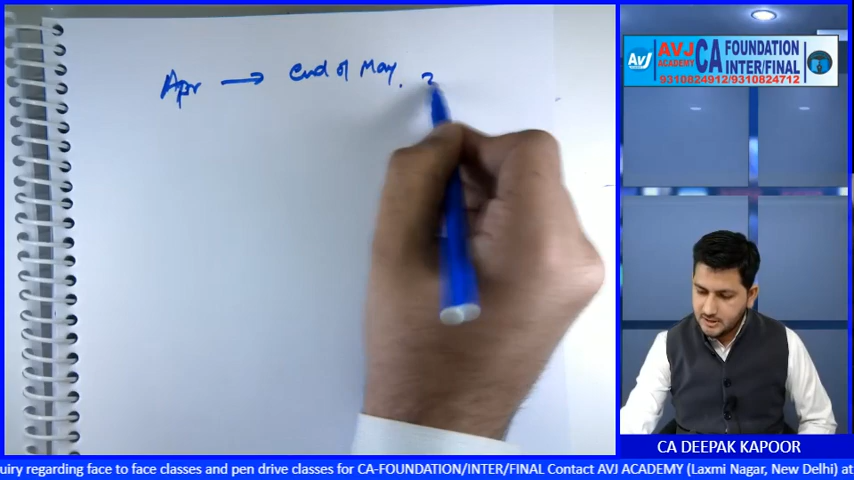 Apr → end of May. 2
AVJ
AVJ
ACADEMY
CA
FOUNDATION
INTER/FINAL
9310824912/9310824712
CA DEEPAK KAPOOR
uiry regarding face to face classes and pen drive classes for CA-FOUNDATION/INTER/FINAL Contact AVJ ACADEMY (Laxmi Nagar, New Delhi) at